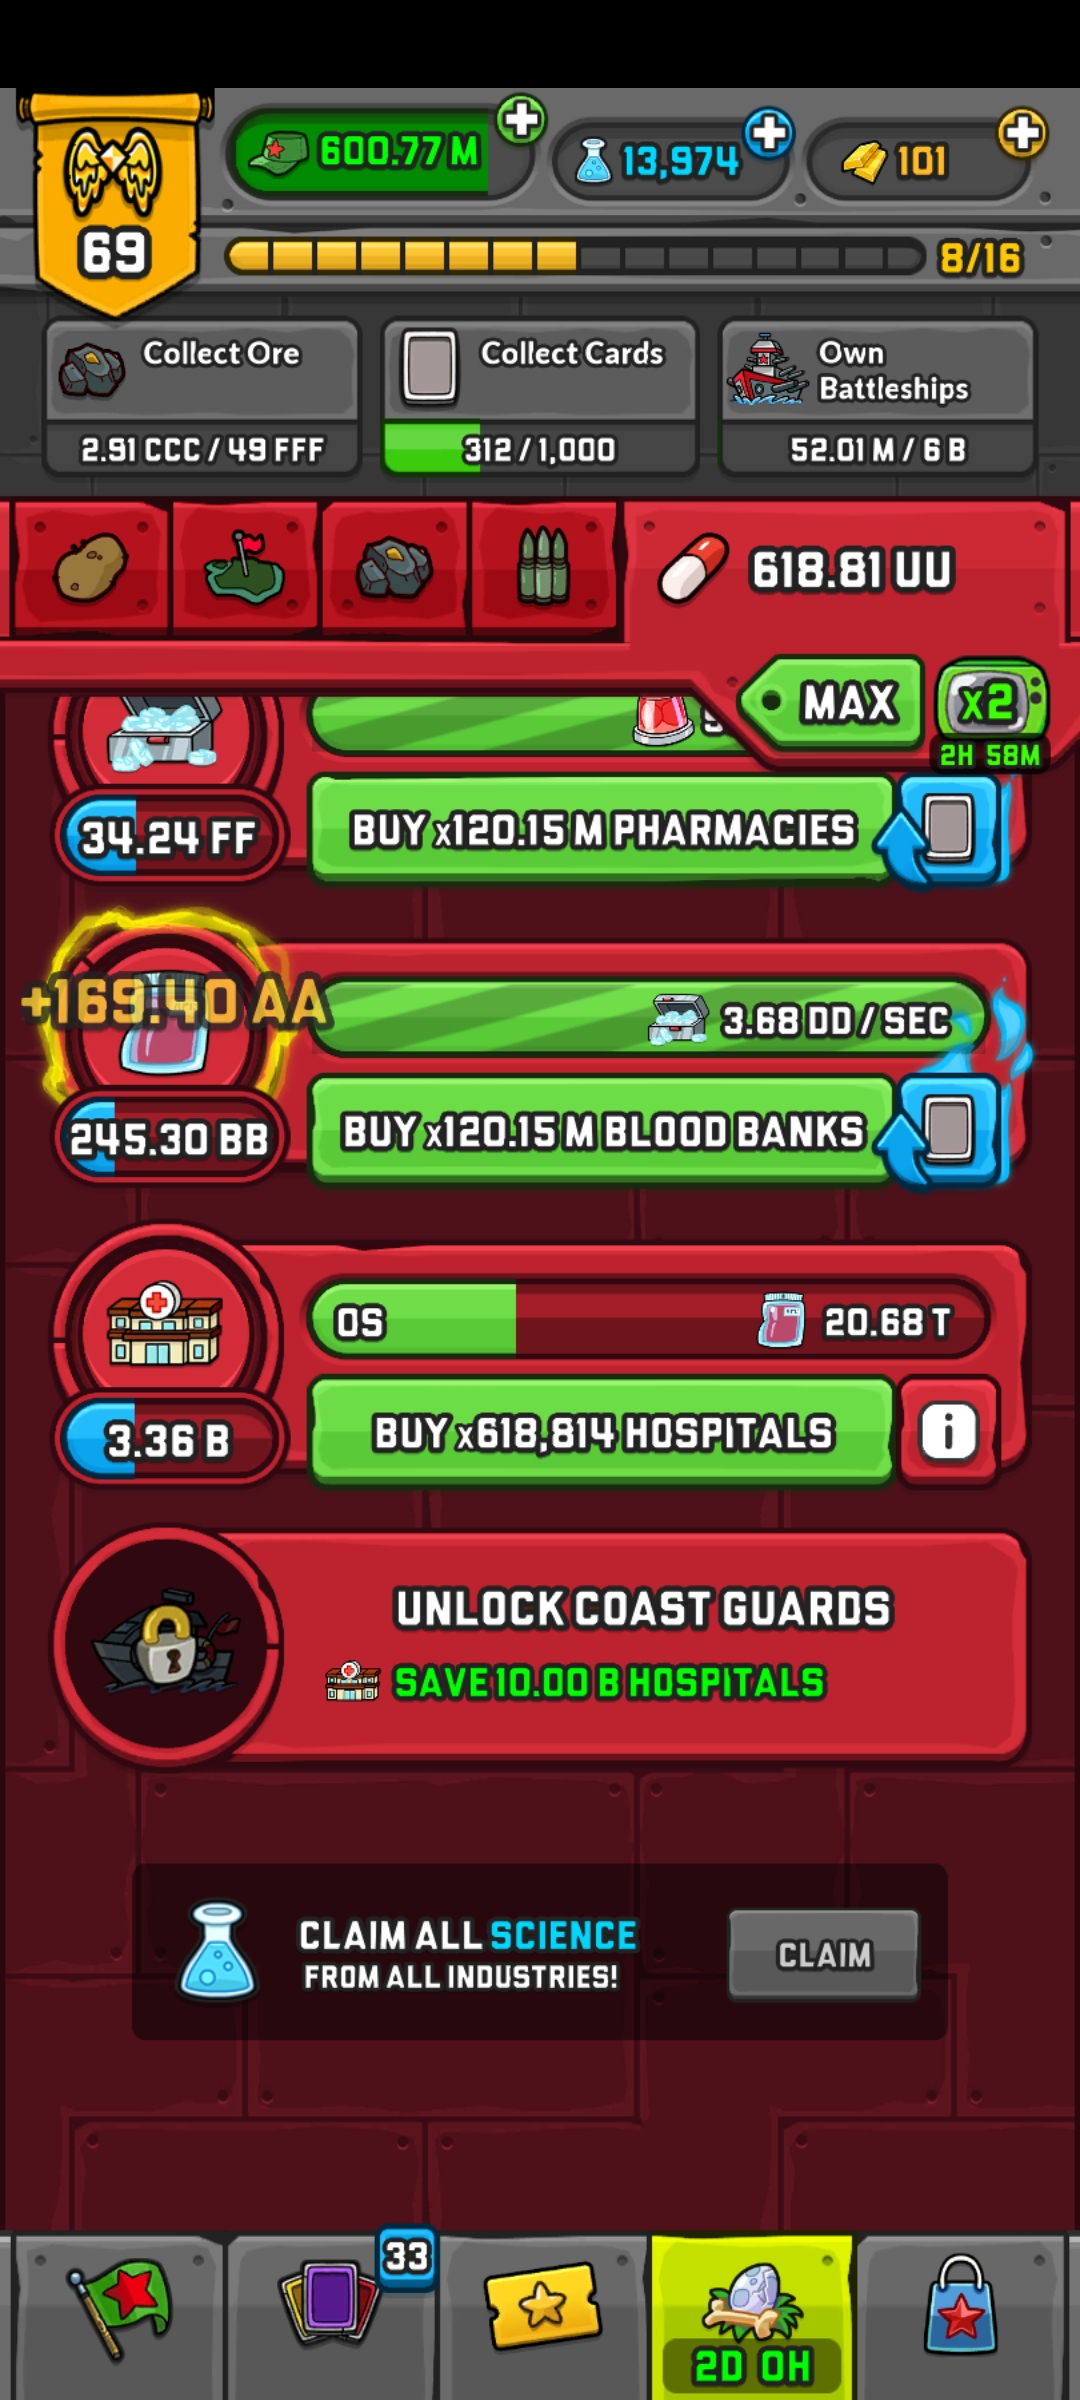 69
600.77 M
13,974
101
8/16
Collect Ore
2.91 CCC / 49 FFF
Collect Cards
312 / 1,000
Own
Battleships
52.01 M / 6 B
618.81 UU
MAX
x2
2H 58M
34.24 FF
BUY x120.15 M PHARMACIES
+169.40 AA
3.68 DD / SEC
245.30 BB
BUY x120.15 M BLOOD BANKS
0S
20.68 T
3.36 B
BUY x618,814 HOSPITALS
i
UNLOCK COAST GUARDS
SAVE 10.00 B HOSPITALS
CLAIM ALL SCIENCE
FROM ALL INDUSTRIES!
CLAIM
33
2D 0H